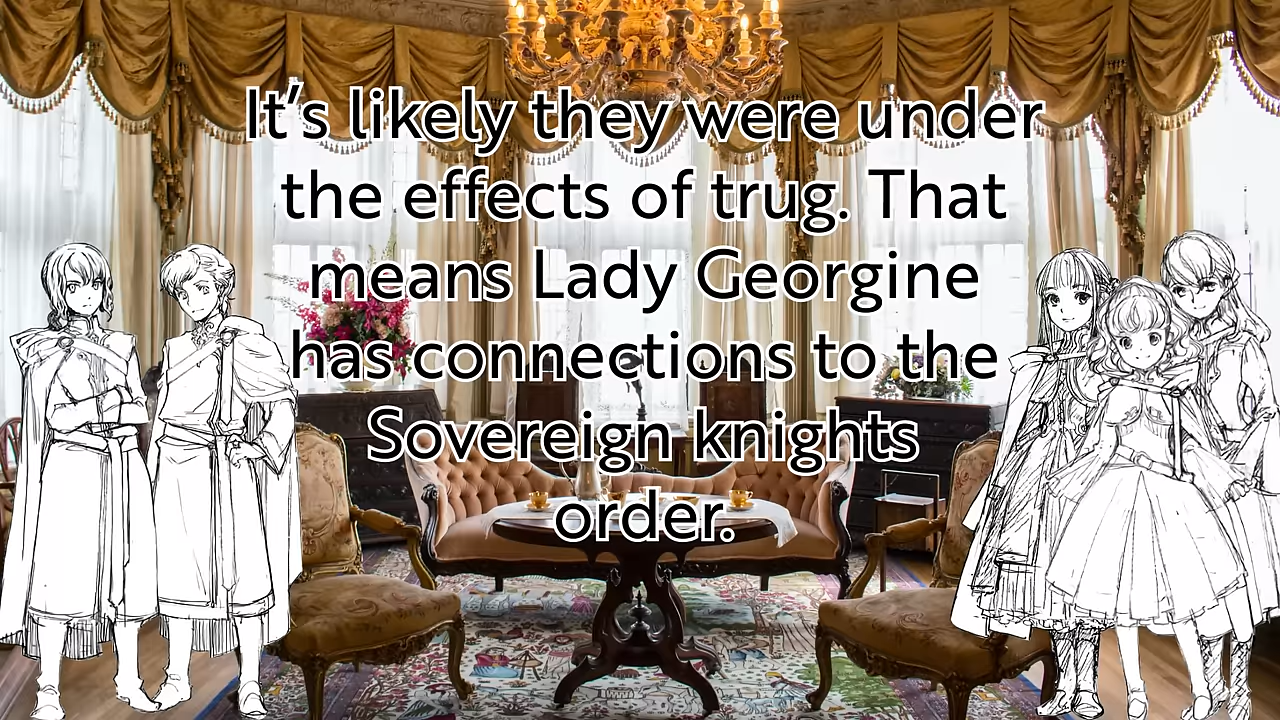 It's likely they were under
the effects of trug. That
means Lady Georgine
has connections to the
Sovereign knights
order.